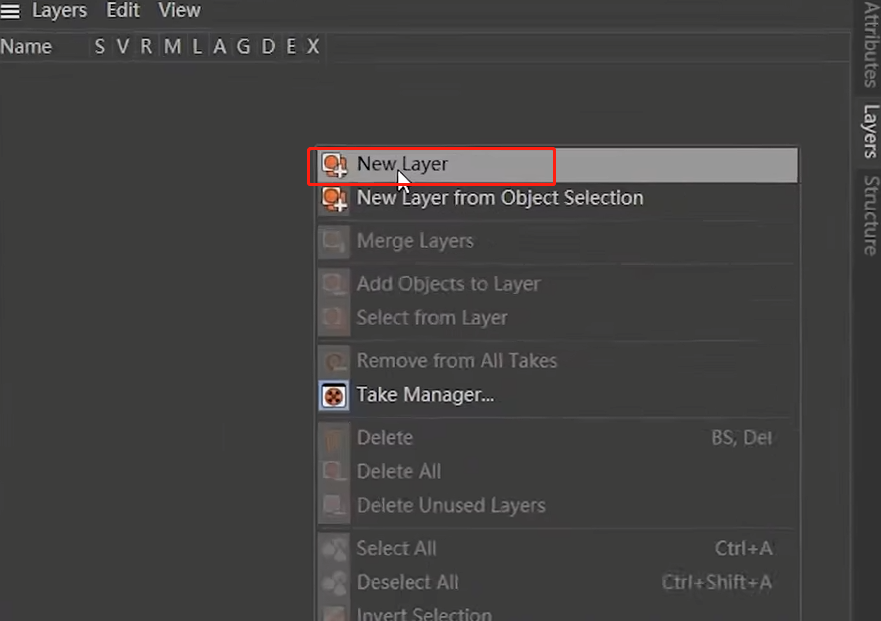 Layers Edit View
Name S V R M L A G D E X
Attributes
Layers
Structure
New Layer
New Layer from Object Selection
Merge Layers
Add Objects to Layer
Select from Layer
Remove from All Takes
Take Manager...
Delete BS, Del
Delete All
Delete Unused Layers
Select All Ctrl+A
Deselect All Ctrl+Shift+A
Invert Selection